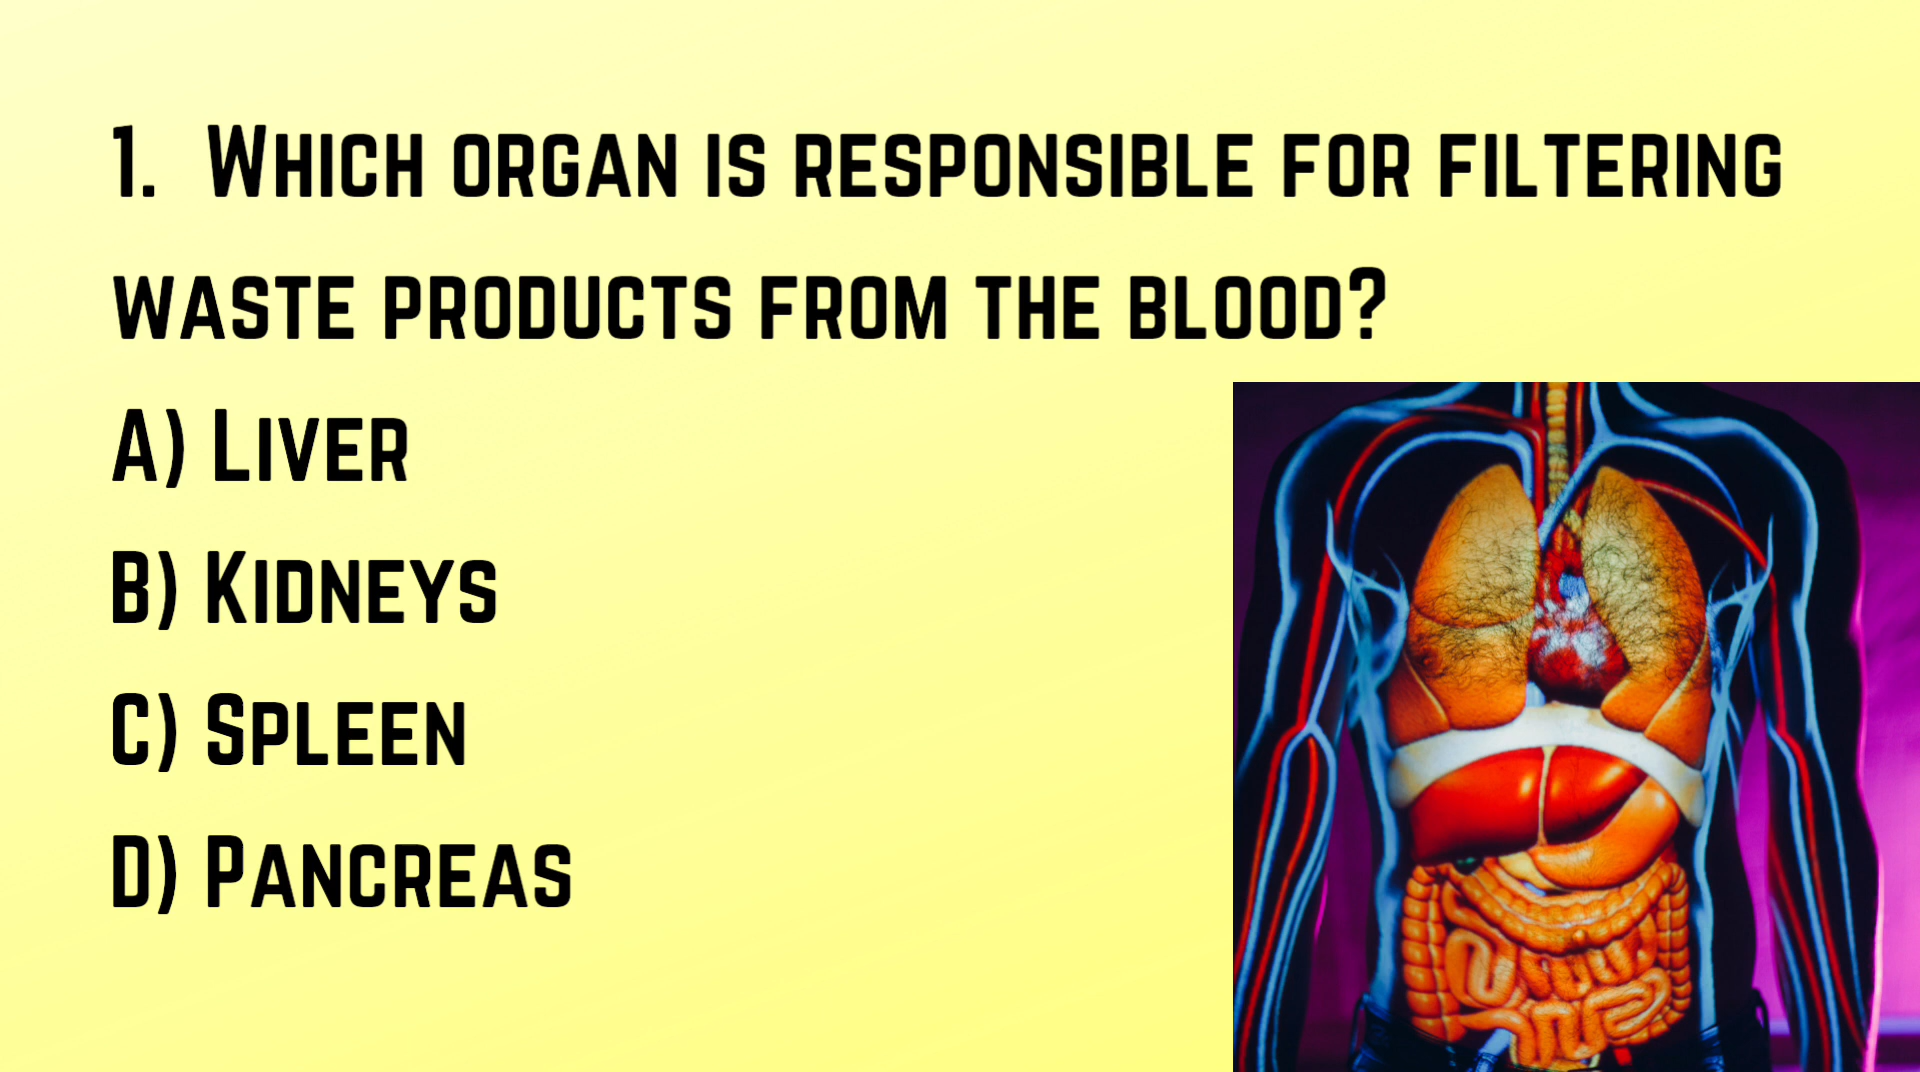 1. Which organ is responsible for filtering
waste products from the blood?
A) Liver
B) Kidneys
C) Spleen
D) Pancreas